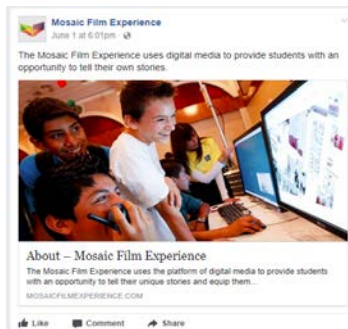 Mosaic Film Experience
June 1 at 6:01pm
The Mosaic Film Experience uses digital media to provide students with an
opportunity to tell their own stories.
About – Mosaic Film Experience
The Mosaic Film Experience uses the platform of digital media to provide students
with an opportunity to tell their unique stories and equip them...
MOSAICFILMEXPERIENCE.COM
Like Comment Share